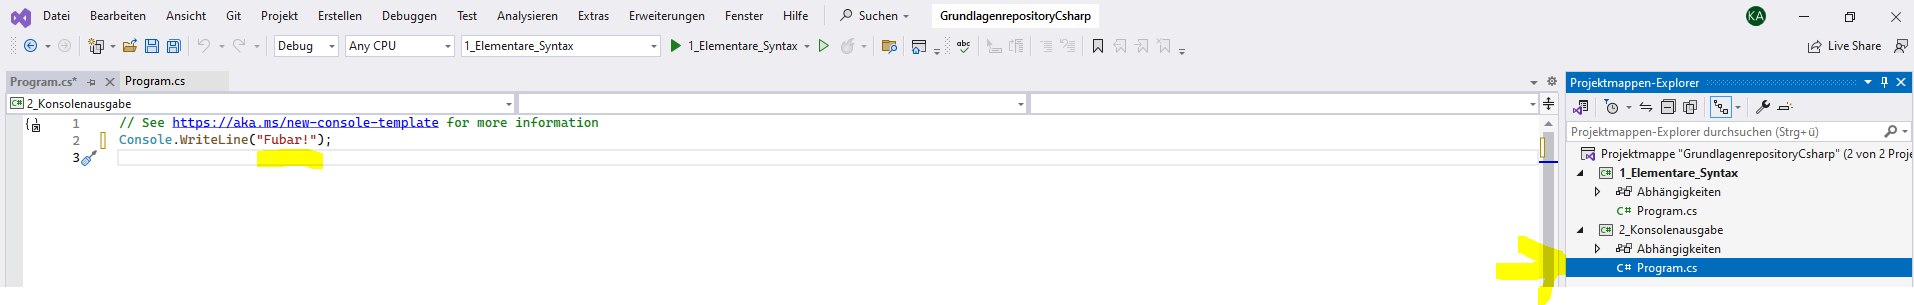 Datei Bearbeiten Ansicht Git Projekt Erstellen Debuggen Test Analysieren Extras Erweiterungen Fenster Hilfe Suchen GrundlagenrepositoryCsharp KA
Debug Any CPU 1_Elementare_Syntax 1_Elementare_Syntax abc Live Share
Program.cs* Program.cs
2_Konsolenausgabe
1 // See https://aka.ms/new-console-template for more information
2 Console.WriteLine("Fubar!");
3
Projektmappen-Explorer
Projektmappen-Explorer durchsuchen (Strg+ü)
Projektmappe "GrundlagenrepositoryCsharp" (2 von 2 Proje
C# 1_Elementare_Syntax
Abhängigkeiten
C# Program.cs
C# 2_Konsolenausgabe
Abhängigkeiten
C# Program.cs